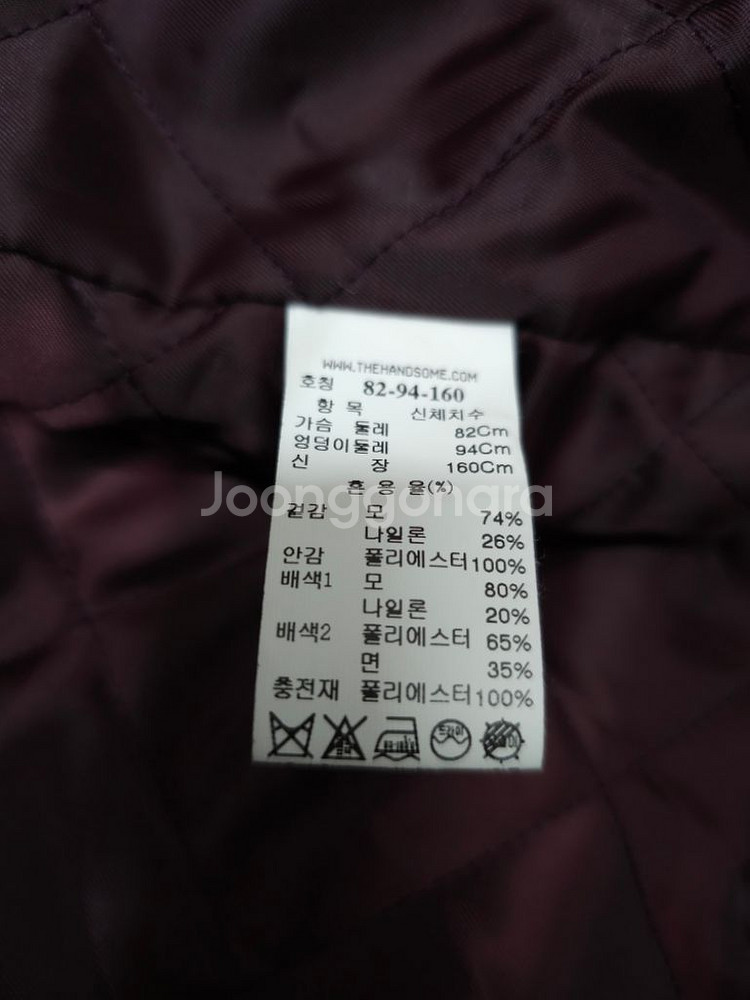 WWW.THEHANDSOME.COM
호칭 82-94-160
항 목 신체치수
가슴 둘레 82Cm
엉덩이둘레 94Cm
신 장 160Cm
혼 용 율(%)
Joonggonara
겉감 모 74%
나일론 26%
안감 폴리에스터 100%
배색1 모 80%
나일론 20%
배색2 폴리에스터 65%
면 35%
충전재 폴리에스터 100%
드라이